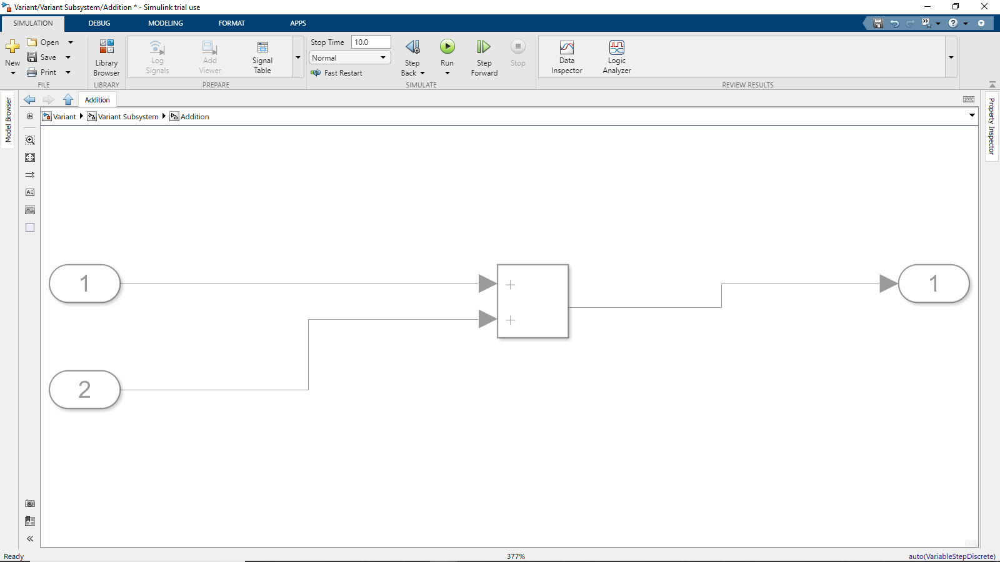 Variant/Variant Subsystem/Addition * - Simulink trial use
SIMULATION DEBUG MODELING FORMAT APPS
New
Open
Save
Print
FILE
Library
Browser
LIBRARY
Log
Signals
Add
Viewer
Signal
Table
PREPARE
Stop Time 10.0
Normal
Fast Restart
Step
Back
Run
Step
Forward
Stop
SIMULATE
Data
Inspector
Logic
Analyzer
REVIEW RESULTS
Model Browser
Addition
Property Inspector
Variant Variant Subsystem Addition
1
2
+
+
1
Ready 377% auto(VariableStepDiscrete)